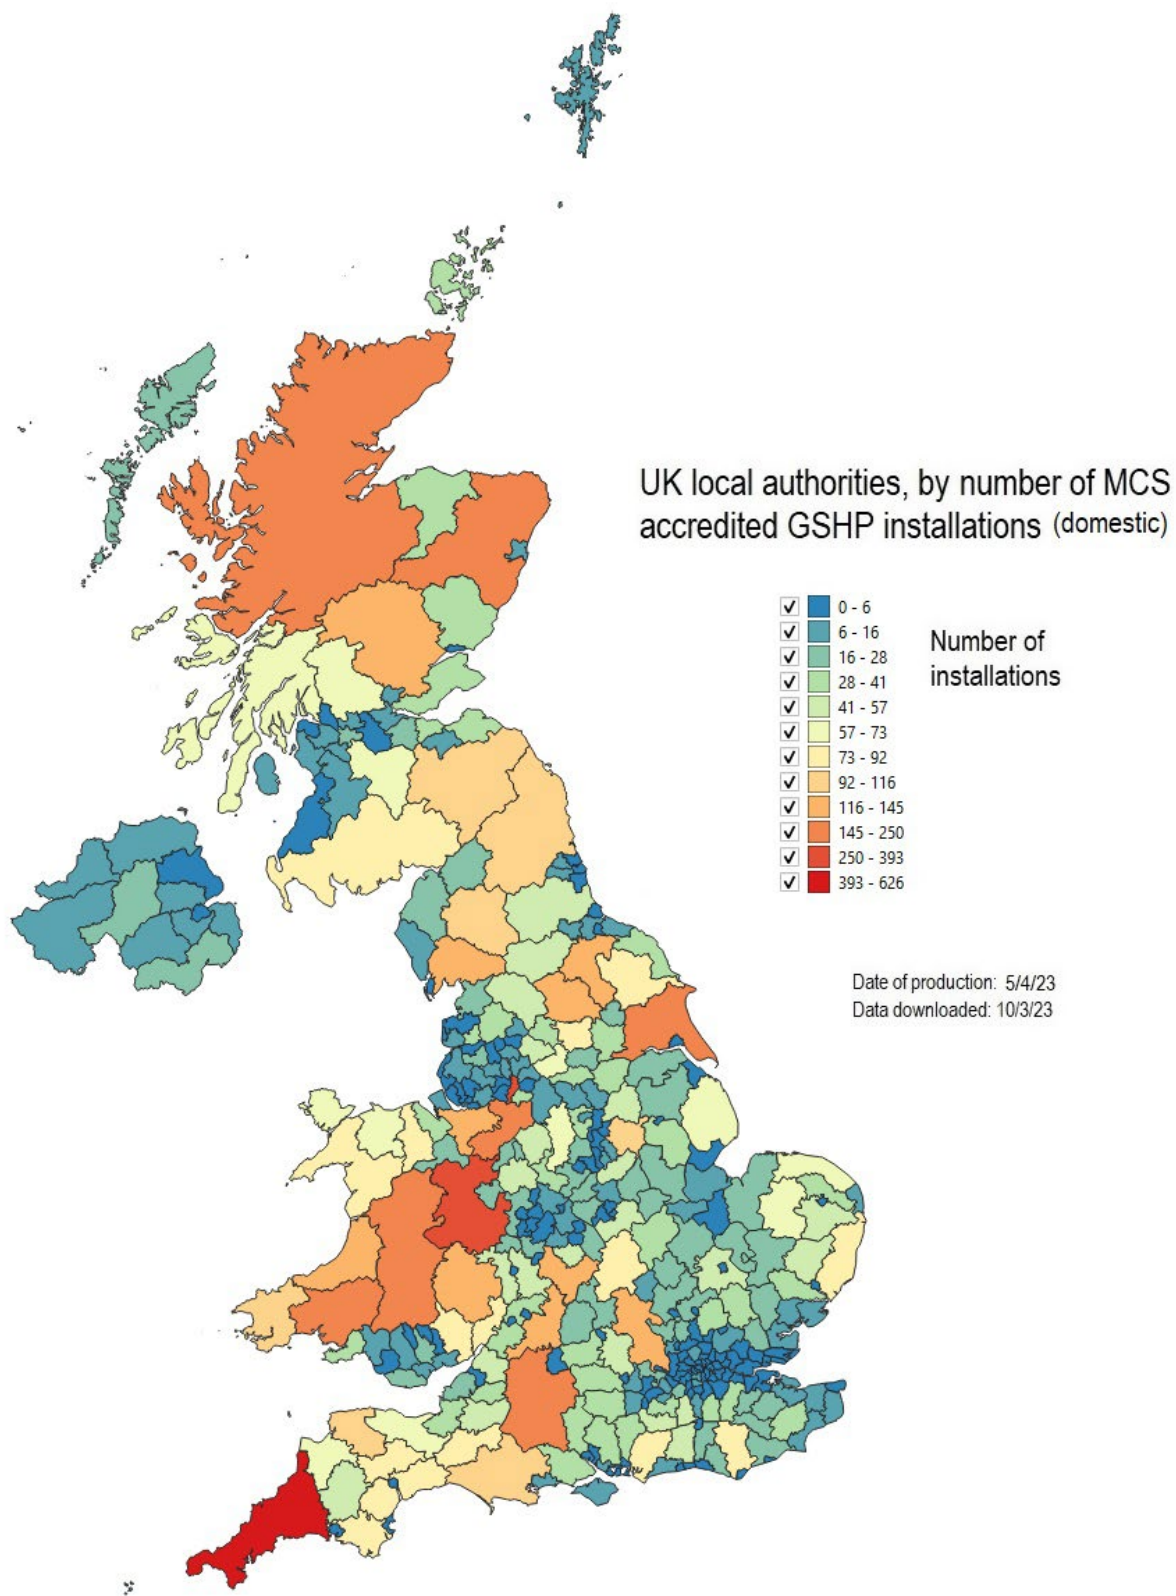 UK local authorities, by number of MCS
accredited GSHP installations (domestic)
0 - 6
6 - 16
16 - 28
28 - 41
41 - 57
57 - 73
73 - 92
92 - 116
116 - 145
145 - 250
250 - 393
393 - 626
Number of
installations
Date of production: 5/4/23
Data downloaded: 10/3/23